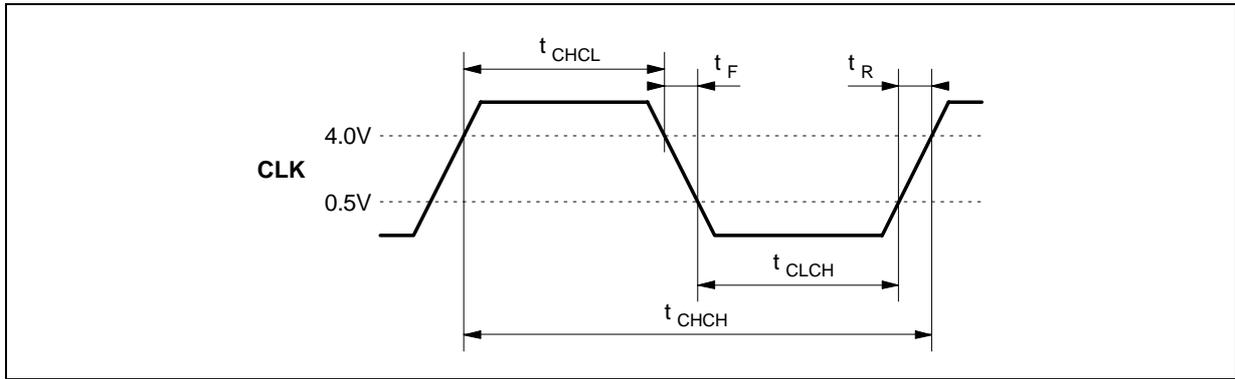 t CHCL
t F
t R
4.0V
CLK
0.5V
t CLCH
t CHCH